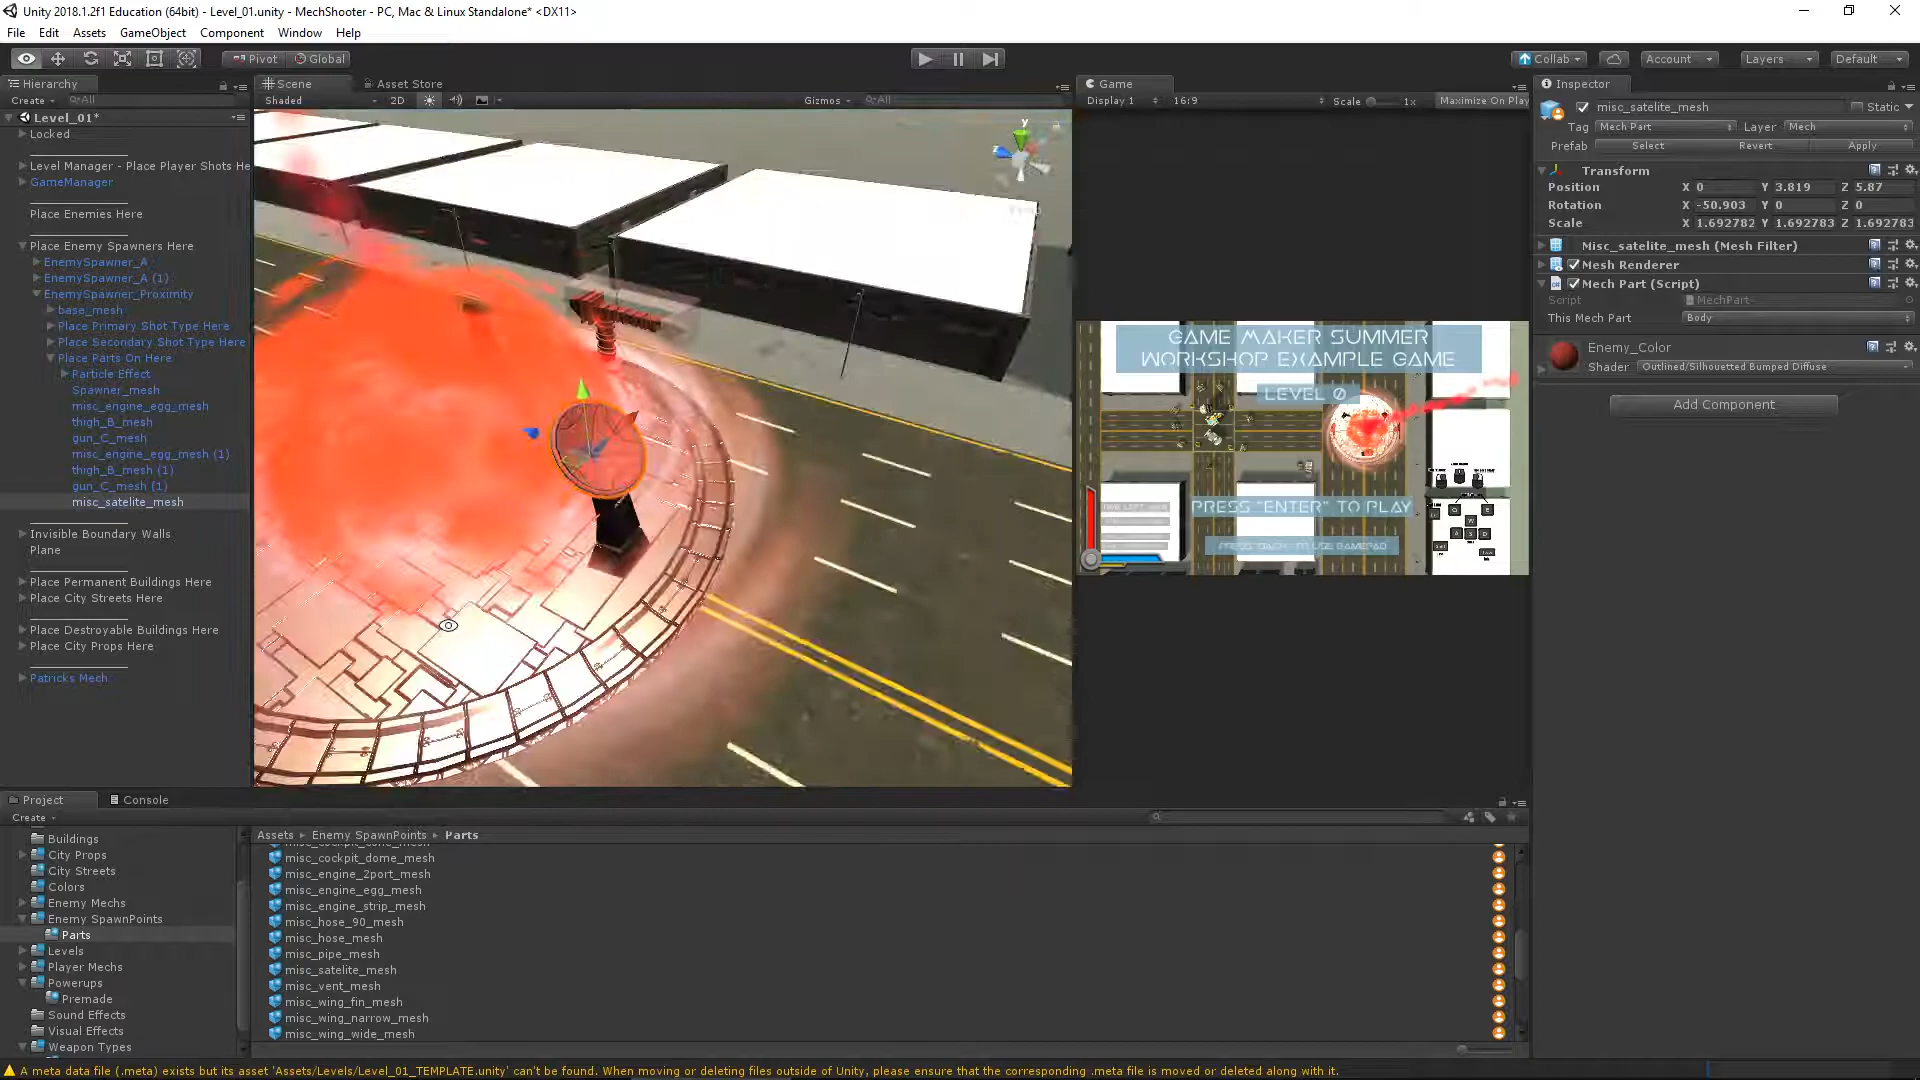 Unity 2018.1.2f1 Education (64bit) - Level_01.unity - MechShooter - PC, Mac & Linux Standalone* <DX11>
File Edit Assets GameObject Component Window Help
Pivot Global Collab Account Layers Default
Hierarchy
Create All
Level_01*
Locked
Level Manager - Place Player Shots He
GameManager
Place Enemies Here
Place Enemy Spawners Here
EnemySpawner_A
EnemySpawner_A (1)
EnemySpawner_Proximity
base_mesh
Place Primary Shot Type Here
Place Secondary Shot Type Here
Place Parts On Here
Particle Effect
Spawner_mesh
misc_engine_egg_mesh
thigh_B_mesh
gun_C_mesh
misc_engine_egg_mesh (1)
thigh_B_mesh (1)
gun_C_mesh (1)
misc_satelite_mesh
Invisible Boundary Walls
Plane
Place Permanent Buildings Here
Place City Streets Here
Place Destroyable Buildings Here
Place City Props Here
Patricks Mech
Scene Asset Store
Shaded 2D Gizmos All
y
z
Game
Display 1 16:9 Scale 1x Maximize On Play
GAME MAKER SUMMER
WORKSHOP EXAMPLE GAME
LEVEL 0
PRESS "ENTER" TO PLAY
Inspector
misc_satelite_mesh Static
Tag Mech Part Layer Mech
Prefab Select Revert Apply
Transform
Position X 0 Y 3.819 Z 5.87
Rotation X -50.903 Y 0 Z 0
Scale X 1.692782 Y 1.692783 Z 1.692783
Misc_satelite_mesh (Mesh Filter)
Mesh Renderer
Mech Part (Script)
Script MechPart
This Mech Part Body
Enemy_Color
Shader Outlined/Silhouetted Bumped Diffuse
Add Component
Project Console
Create
Buildings
City Props
City Streets
Colors
Enemy Mechs
Enemy SpawnPoints
Parts
Levels
Player Mechs
Powerups
Premade
Sound Effects
Visual Effects
Weapon Types
Assets Enemy SpawnPoints Parts
misc_cockpit_dome_mesh
misc_engine_2port_mesh
misc_engine_egg_mesh
misc_engine_strip_mesh
misc_hose_90_mesh
misc_hose_mesh
misc_pipe_mesh
misc_satelite_mesh
misc_vent_mesh
misc_wing_fin_mesh
misc_wing_narrow_mesh
misc_wing_wide_mesh
A meta data file (.meta) exists but its asset 'Assets/Levels/Level_01_TEMPLATE.unity' can't be found. When moving or deleting files outside of Unity, please ensure that the corresponding .meta file is moved or deleted along with it.